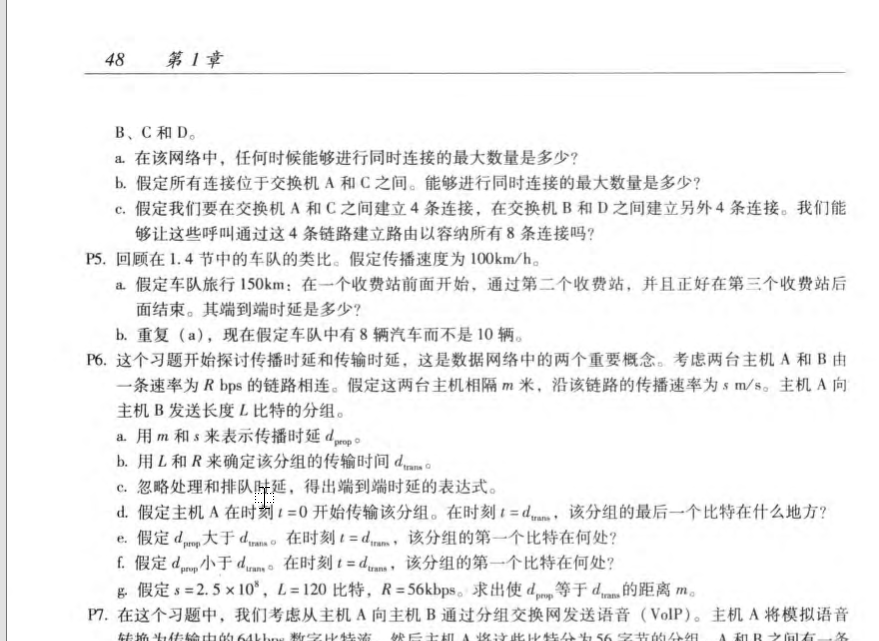 48 第 1 章
B、C 和 D。
a. 在该网络中，任何时候能够进行同时连接的最大数量是多少？
b. 假定所有连接位于交换机 A 和 C 之间。能够进行同时连接的最大数量是多少？
c. 假定我们要在交换机 A 和 C 之间建立 4 条连接，在交换机 B 和 D 之间建立另外 4 条连接。我们能
够让这些呼叫通过这 4 条链路建立路由以容纳所有 8 条连接吗？
P5. 回顾在 1.4 节中的车队的类比。假定传播速度为 100km/h。
a. 假定车队旅行 150km：在一个收费站前面开始，通过第二个收费站，并且正好在第三个收费站后
面结束。其端到端时延是多少？
b. 重复（a），现在假定车队中有 8 辆汽车而不是 10 辆。
P6. 这个习题开始探讨传播时延和传输时延，这是数据网络中的两个重要概念。考虑两台主机 A 和 B 由
一条速率为 R bps 的链路相连。假定这两台主机相隔 m 米，沿该链路的传播速率为 s m/s。主机 A 向
主机 B 发送长度 L 比特的分组。
a. 用 m 和 s 来表示传播时延 dprop。
b. 用 L 和 R 来确定该分组的传输时间 dtrans。
c. 忽略处理和排队时延，得出端到端时延的表达式。
d. 假定主机 A 在时刻 t = 0 开始传输该分组。在时刻 t = dtrans，该分组的最后一个比特在什么地方？
e. 假定 dprop 大于 dtrans。在时刻 t = dtrans，该分组的第一个比特在何处？
f. 假定 dprop 小于 dtrans。在时刻 t = dtrans，该分组的第一个比特在何处？
g. 假定 s = 2.5 × 10⁸，L = 120 比特，R = 56kbps。求出使 dprop 等于 dtrans 的距离 m。
P7. 在这个习题中，我们考虑从主机 A 向主机 B 通过分组交换网发送语音（VoIP）。主机 A 将模拟语音
转换为传输中的 64kbps 数字比特流，然后主机 A 将这些比特分为 56 字节的分组。A 和 B 之间有一条